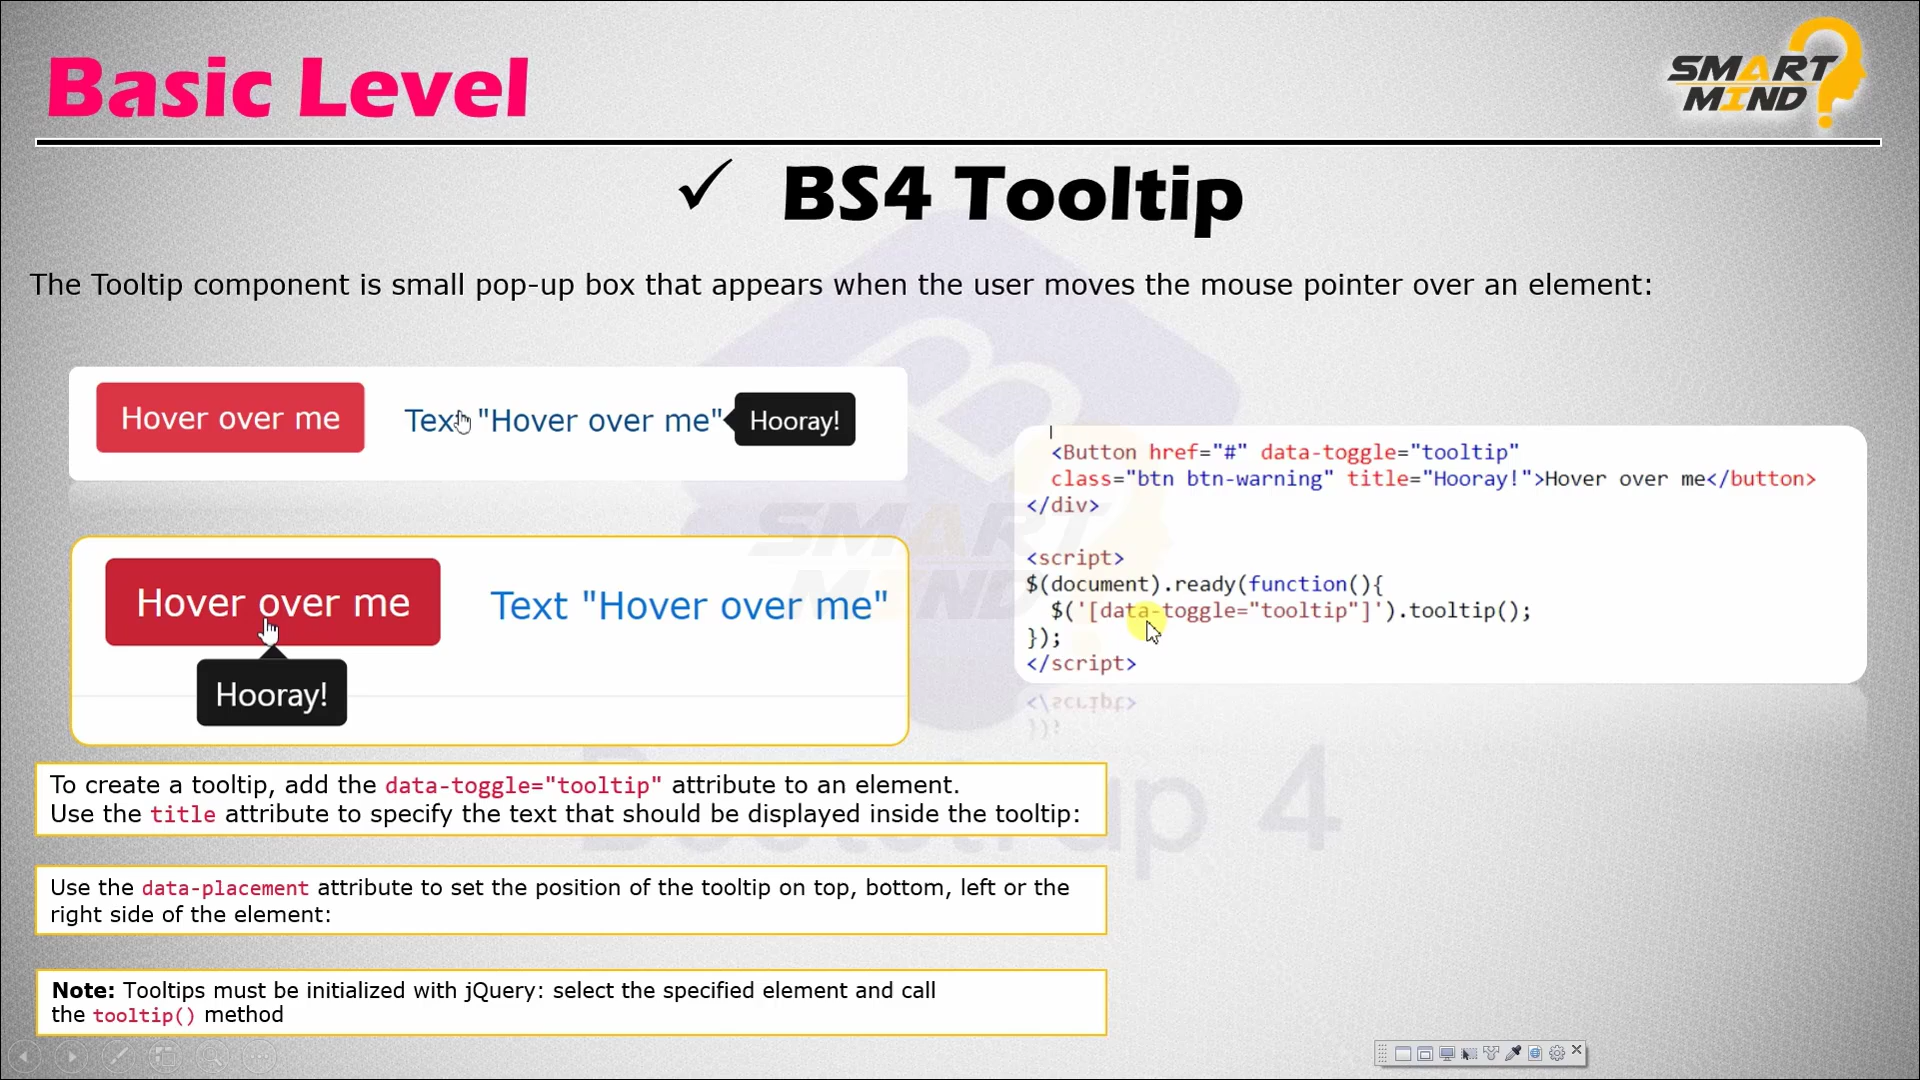 Basic Level
SMART
MIND
✓ BS4 Tooltip
The Tooltip component is small pop-up box that appears when the user moves the mouse pointer over an element:
Hover over me
Text "Hover over me"
Hooray!
Hover over me
Text "Hover over me"
Hooray!
<Button href="#" data-toggle="tooltip"
class="btn btn-warning" title="Hooray!">Hover over me</button>
</div>
<script>
$(document).ready(function(){
$('[data-toggle="tooltip"]').tooltip();
});
</script>
SMART
MIND
Bootstrap 4
To create a tooltip, add the data-toggle="tooltip" attribute to an element.
Use the title attribute to specify the text that should be displayed inside the tooltip:
Use the data-placement attribute to set the position of the tooltip on top, bottom, left or the
right side of the element:
Note: Tooltips must be initialized with jQuery: select the specified element and call
the tooltip() method